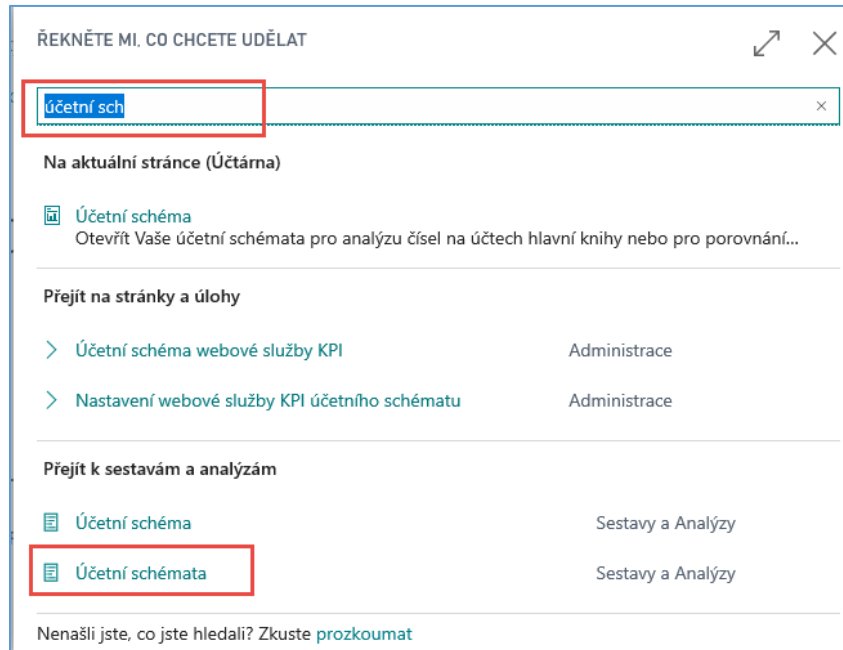 ŘEKNĚTE MI, CO CHCETE UDĚLAT
účetní sch
Na aktuální stránce (Účtárna)
Účetní schéma
Otevřít Vaše účetní schémata pro analýzu čísel na účtech hlavní knihy nebo pro porovnání...
Přejít na stránky a úlohy
Účetní schéma webové služby KPI Administrace
Nastavení webové služby KPI účetního schématu Administrace
Přejít k sestavám a analýzám
Účetní schéma Sestavy a Analýzy
Účetní schémata Sestavy a Analýzy
Nenašli jste, co jste hledali? Zkuste prozkoumat